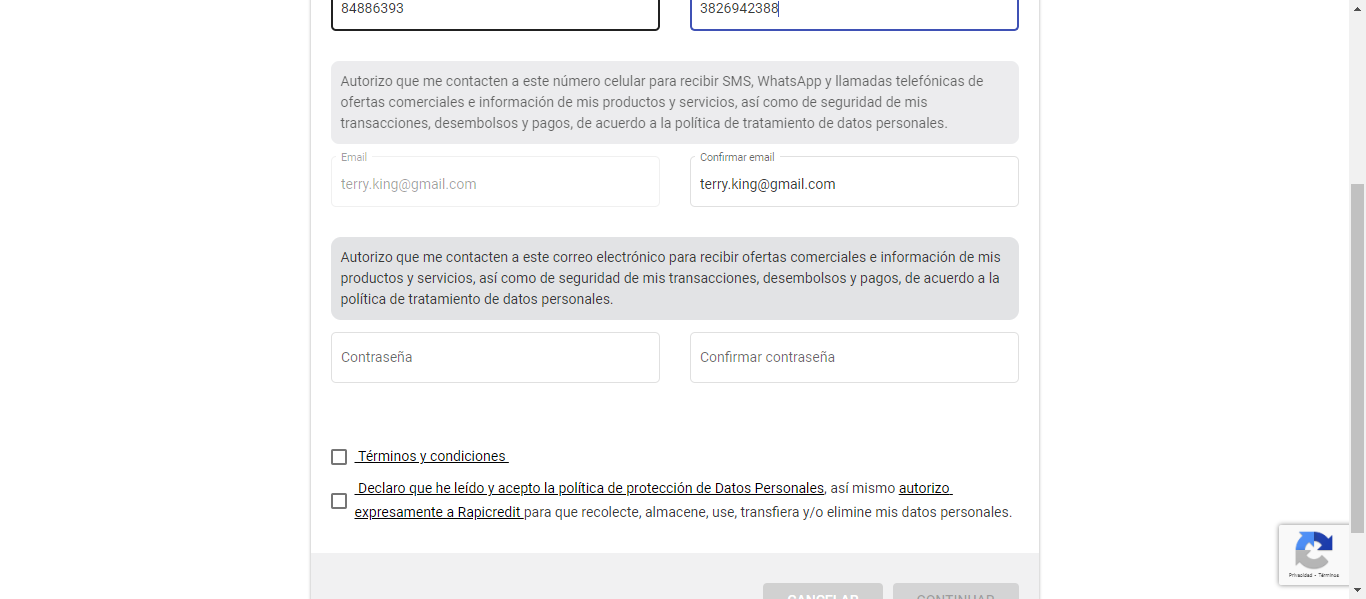 84886393
3826942388
Autorizo que me contacten a este número celular para recibir SMS, WhatsApp y llamadas telefónicas de
ofertas comerciales e información de mis productos y servicios, así como de seguridad de mis
transacciones, desembolsos y pagos, de acuerdo a la política de tratamiento de datos personales.
Email
Confirmar email
terry.king@gmail.com
terry.king@gmail.com
Autorizo que me contacten a este correo electrónico para recibir ofertas comerciales e información de mis
productos y servicios, así como de seguridad de mis transacciones, desembolsos y pagos, de acuerdo a la
política de tratamiento de datos personales.
Contraseña
Confirmar contraseña
Términos y condiciones
Declaro que he leído y acepto la política de protección de Datos Personales, así mismo autorizo
expresamente a Rapicredit para que recolecte, almacene, use, transfiera y/o elimine mis datos personales.
Privacidad - Términos
CANCELAR
CONTINUAR